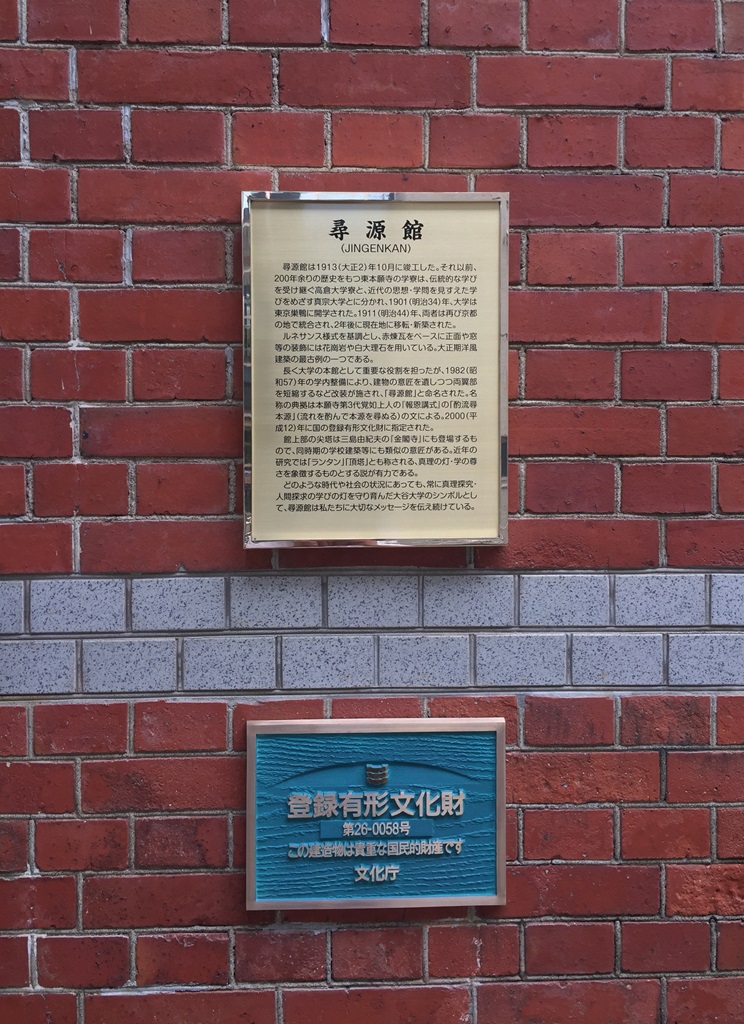 尋源館
(JINGENKAN)
尋源館は1913(大正2)年10月に竣工した。それ以前、
200年余りの歴史をもつ東本願寺の学寮は、伝統的な学び
を受け継ぐ高倉大学寮と、近代の思想・学問を見すえた学
びをめざす真宗大学とに分かれ、1901(明治34)年、大学は
東京巣鴨に開学された。1911(明治44)年、両者は再び京都
の地で統合され、2年後に現在地に移転・新築された。
ルネサンス様式を基調とし、赤煉瓦をベースに正面や窓
等の装飾には花崗岩や白大理石を用いている。大正期洋風
建築の最古例の一つである。
長く大学の本館として重要な役割を担ったが、1982(昭
和57)年の学内整備により、建物の意匠を遺しつつ両翼部
を短縮するなど改装が施され、「尋源館」と命名された。名
称の典拠は本願寺第3代覚如上人の「報恩講式」の「酌流尋
本源」(流れを酌んで本源を尋ぬる)の文による。2000(平
成12)年に国の登録有形文化財に指定された。
館上部の尖塔は三島由紀夫の『金閣寺』にも登場するも
ので、同時期の学校建築等にも類似の意匠がある。近年の
研究では「ランタン」「頂塔」とも称される、真理の灯・学の尊
さを象徴するものとする説が有力である。
どのような時代や社会の状況にあっても、常に真理探究・
人間探求の学びの灯を守り育んだ大谷大学のシンボルとし
て、尋源館は私たちに大切なメッセージを伝え続けている。
登録有形文化財
第26-0058号
この建造物は貴重な国民的財産です
文化庁